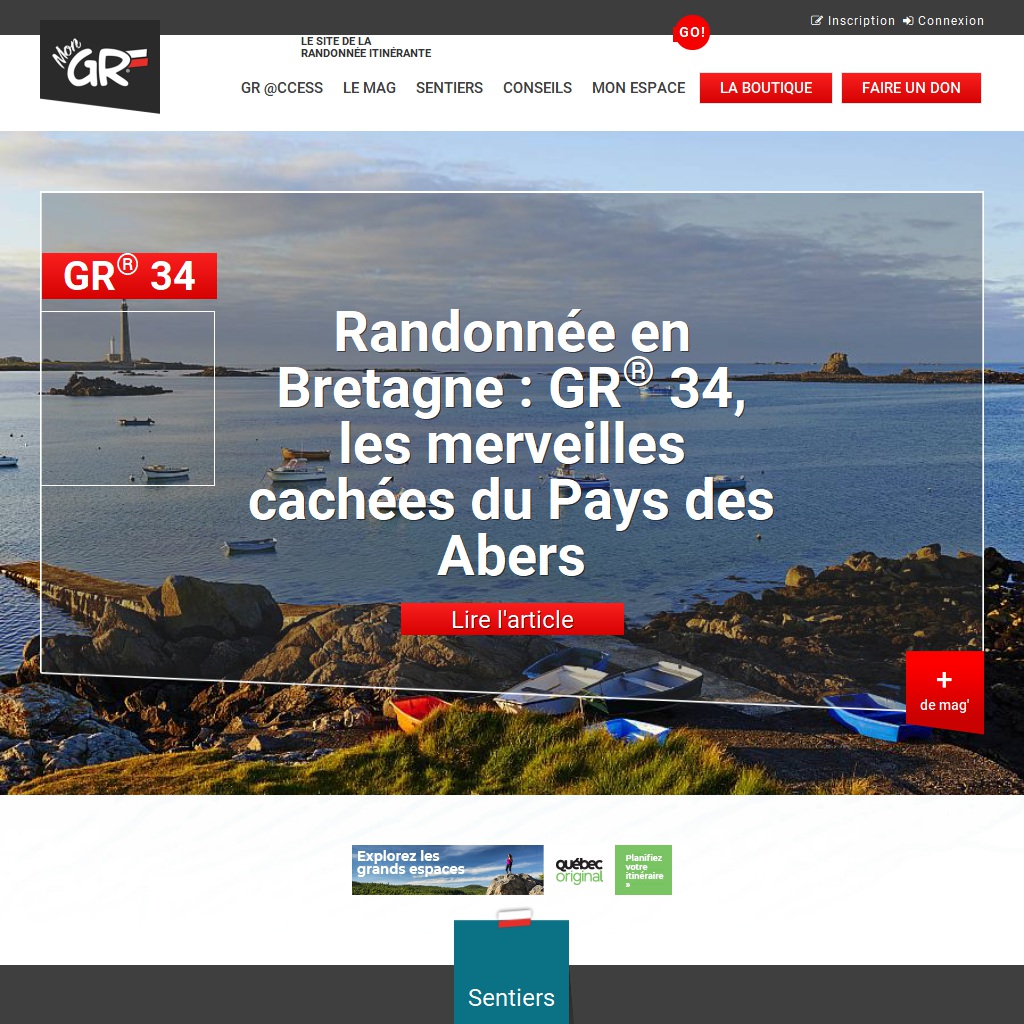 Inscription Connexion
Mon
GR®
LE SITE DE LA
RANDONNÉE ITINÉRANTE
GO!
GR @CCESS LE MAG SENTIERS CONSEILS MON ESPACE LA BOUTIQUE FAIRE UN DON
GR® 34
Randonnée en
Bretagne : GR® 34,
les merveilles
cachées du Pays des
Abers
Lire l'article
+
de mag'
Explorez les
grands espaces
québec
original
Planifiez
votre
itinéraire
»
Sentiers